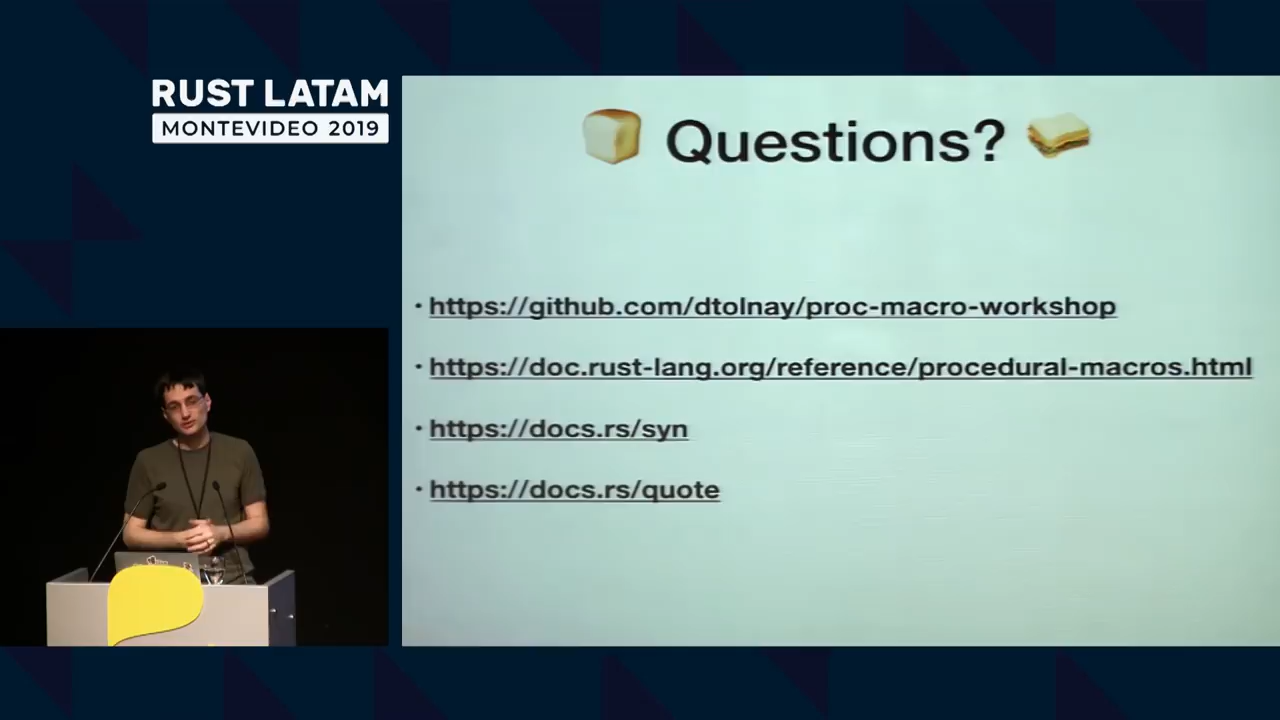 RUST LATAM
MONTEVIDEO 2019
Questions?
• https://github.com/dtolnay/proc-macro-workshop
• https://doc.rust-lang.org/reference/procedural-macros.html
• https://docs.rs/syn
• https://docs.rs/quote